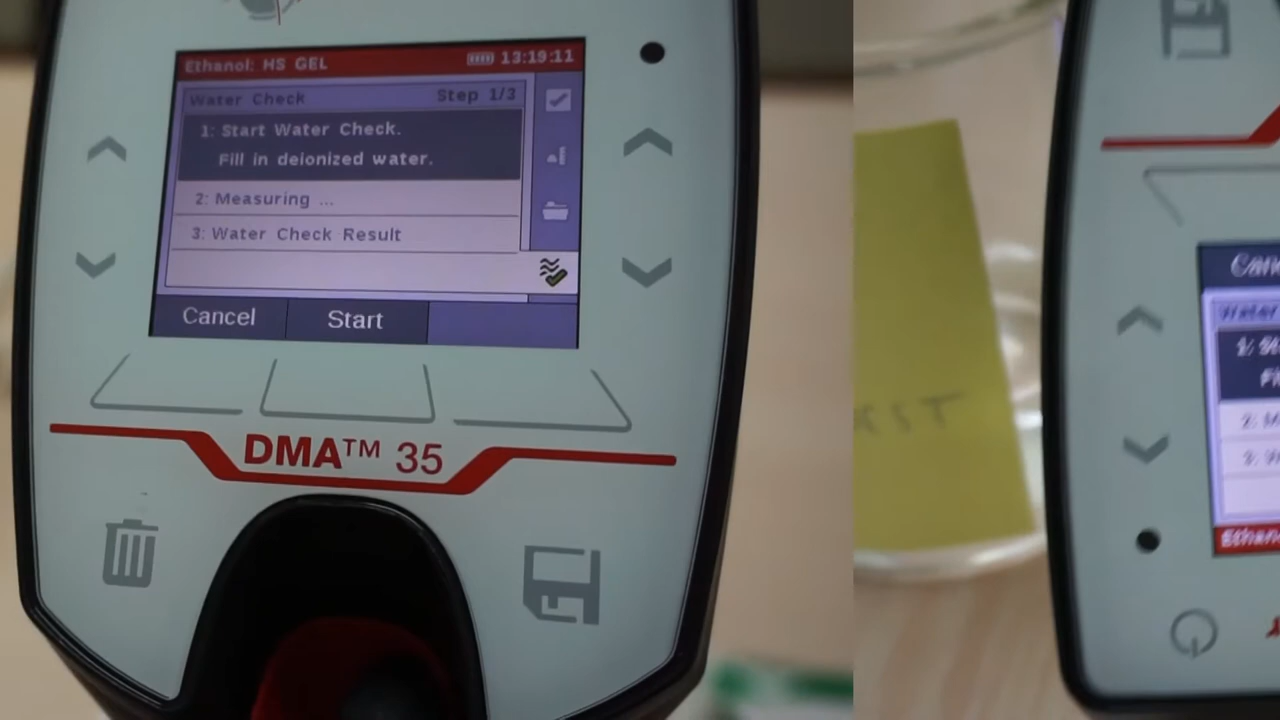 Ethanol: HS GEL 13:19:11
Water Check Step 1/3
1: Start Water Check.
Fill in deionized water.
2: Measuring ...
3: Water Check Result
Cancel Start
DMA™ 35